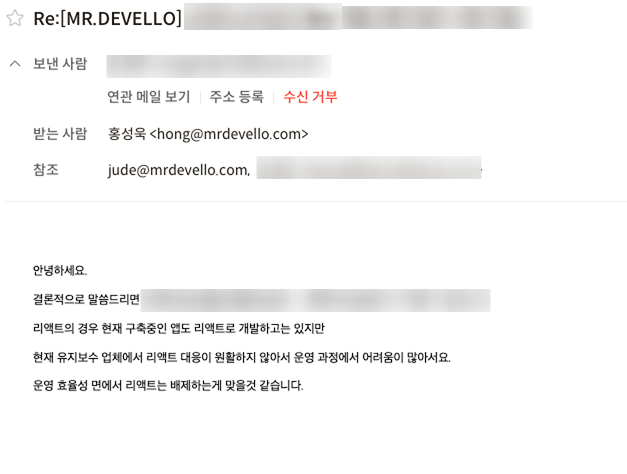 Re:[MR.DEVELLO]
보낸 사람
연관 메일 보기 주소 등록 수신 거부
받는 사람 홍성욱 <hong@mrdevello.com>
참조 jude@mrdevello.com,
안녕하세요.
결론적으로 말씀드리면
리액트의 경우 현재 구축중인 앱도 리액트로 개발하고는 있지만
현재 유지보수 업체에서 리액트 대응이 원활하지 않아서 운영 과정에서 어려움이 많아서요.
운영 효율성 면에서 리액트는 배제하는게 맞을것 같습니다.